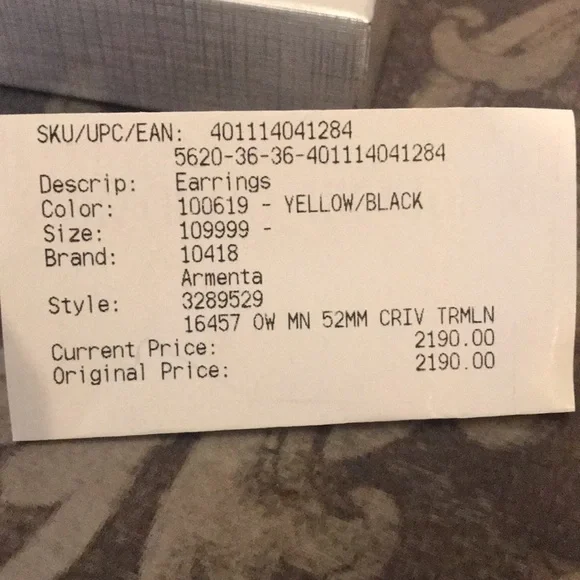 SKU/UPC/EAN: 401114041284
5620-36-36-401114041284
Descrip: Earrings
Color: 100619 - YELLOW/BLACK
Size: 109999 -
Brand: 10418
Armenta
Style: 3289529
16457 OW MN 52MM CRIV TRMLN
Current Price: 2190.00
Original Price: 2190.00